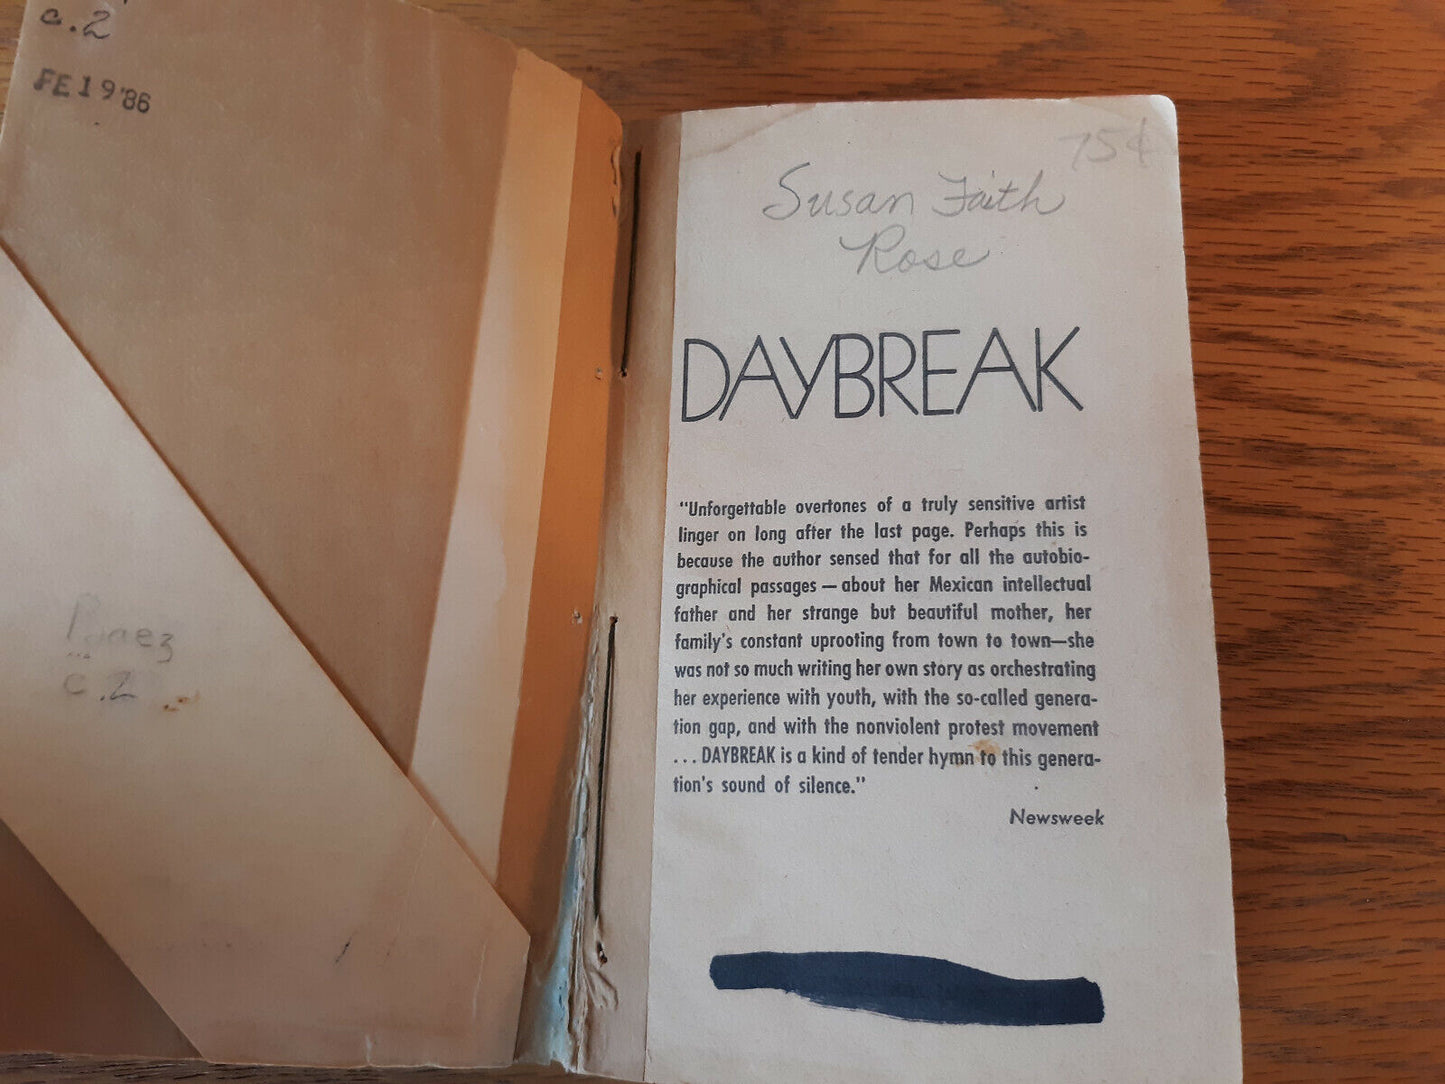 c.2
FE 19 '86
c.2
75¢
Susan Faith
Rose
DAYBREAK
"Unforgettable overtones of a truly sensitive artist
linger on long after the last page. Perhaps this is
because the author sensed that for all the autobio-
graphical passages — about her Mexican intellectual
father and her strange but beautiful mother, her
family's constant uprooting from town to town—she
was not so much writing her own story as orchestrating
her experience with youth, with the so-called genera-
tion gap, and with the nonviolent protest movement
... DAYBREAK is a kind of tender hymn to this genera-
tion's sound of silence."
Newsweek